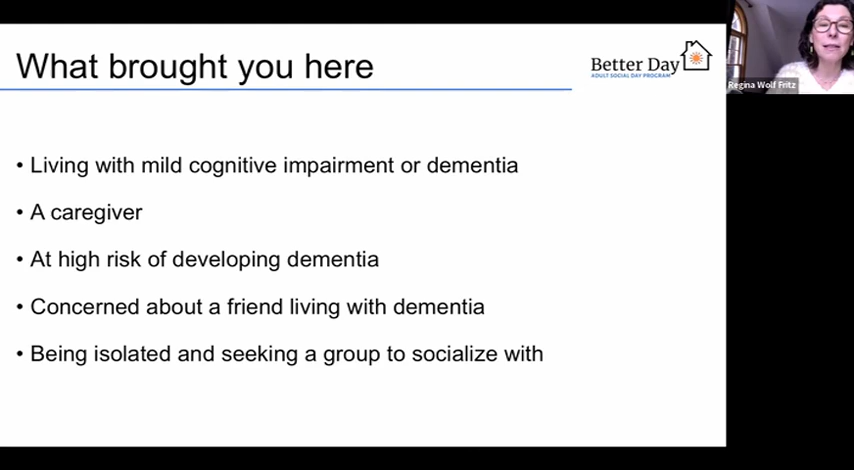 What brought you here
Better Day
ADULT SOCIAL DAY PROGRAM
Regina Wolf Fritz
• Living with mild cognitive impairment or dementia
• A caregiver
• At high risk of developing dementia
• Concerned about a friend living with dementia
• Being isolated and seeking a group to socialize with